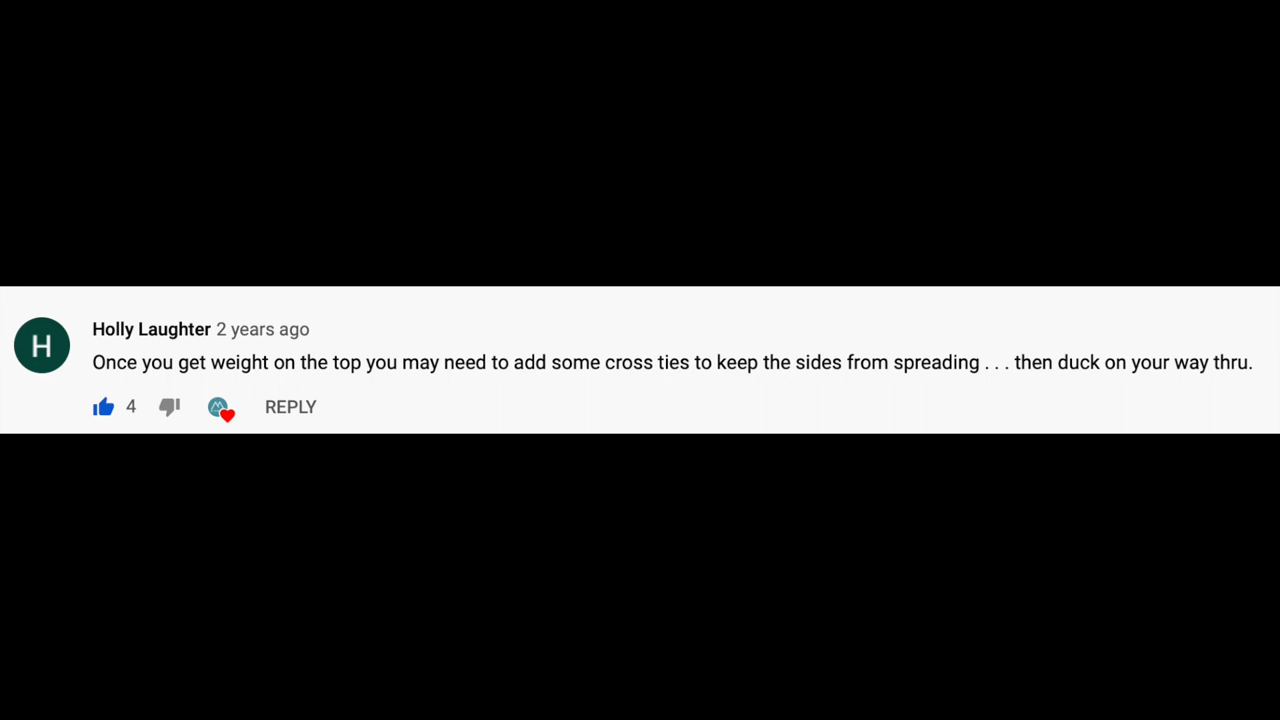 H
Holly Laughter 2 years ago
Once you get weight on the top you may need to add some cross ties to keep the sides from spreading . . . then duck on your way thru.
4 REPLY